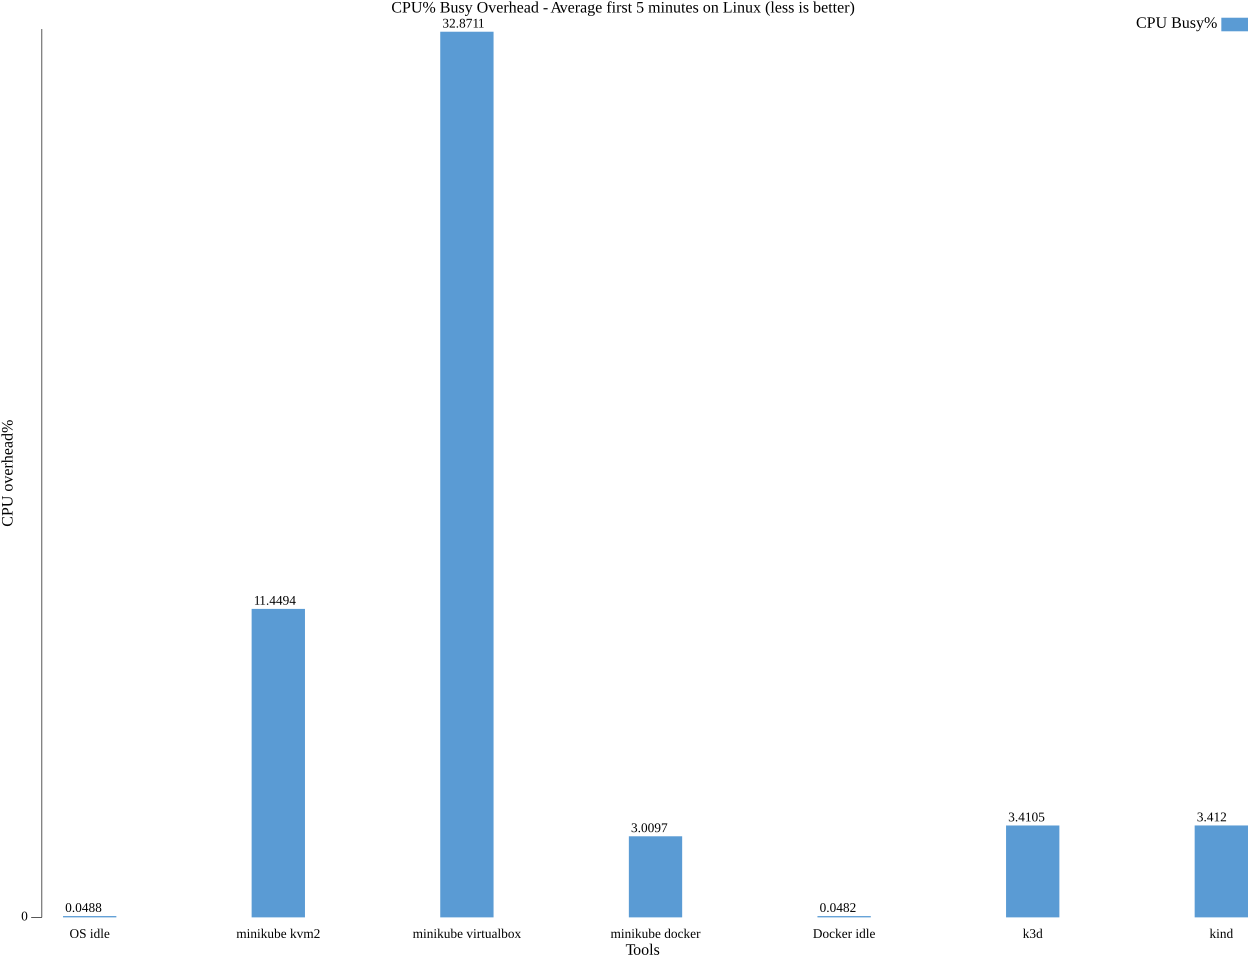 CPU% Busy Overhead - Average first 5 minutes on Linux (less is better)
CPU Busy%
32.8711
11.4494
3.0097
3.4105
3.412
0.0488
0.0482
0
CPU overhead%
OS idle
minikube kvm2
minikube virtualbox
minikube docker
Docker idle
k3d
kind
Tools